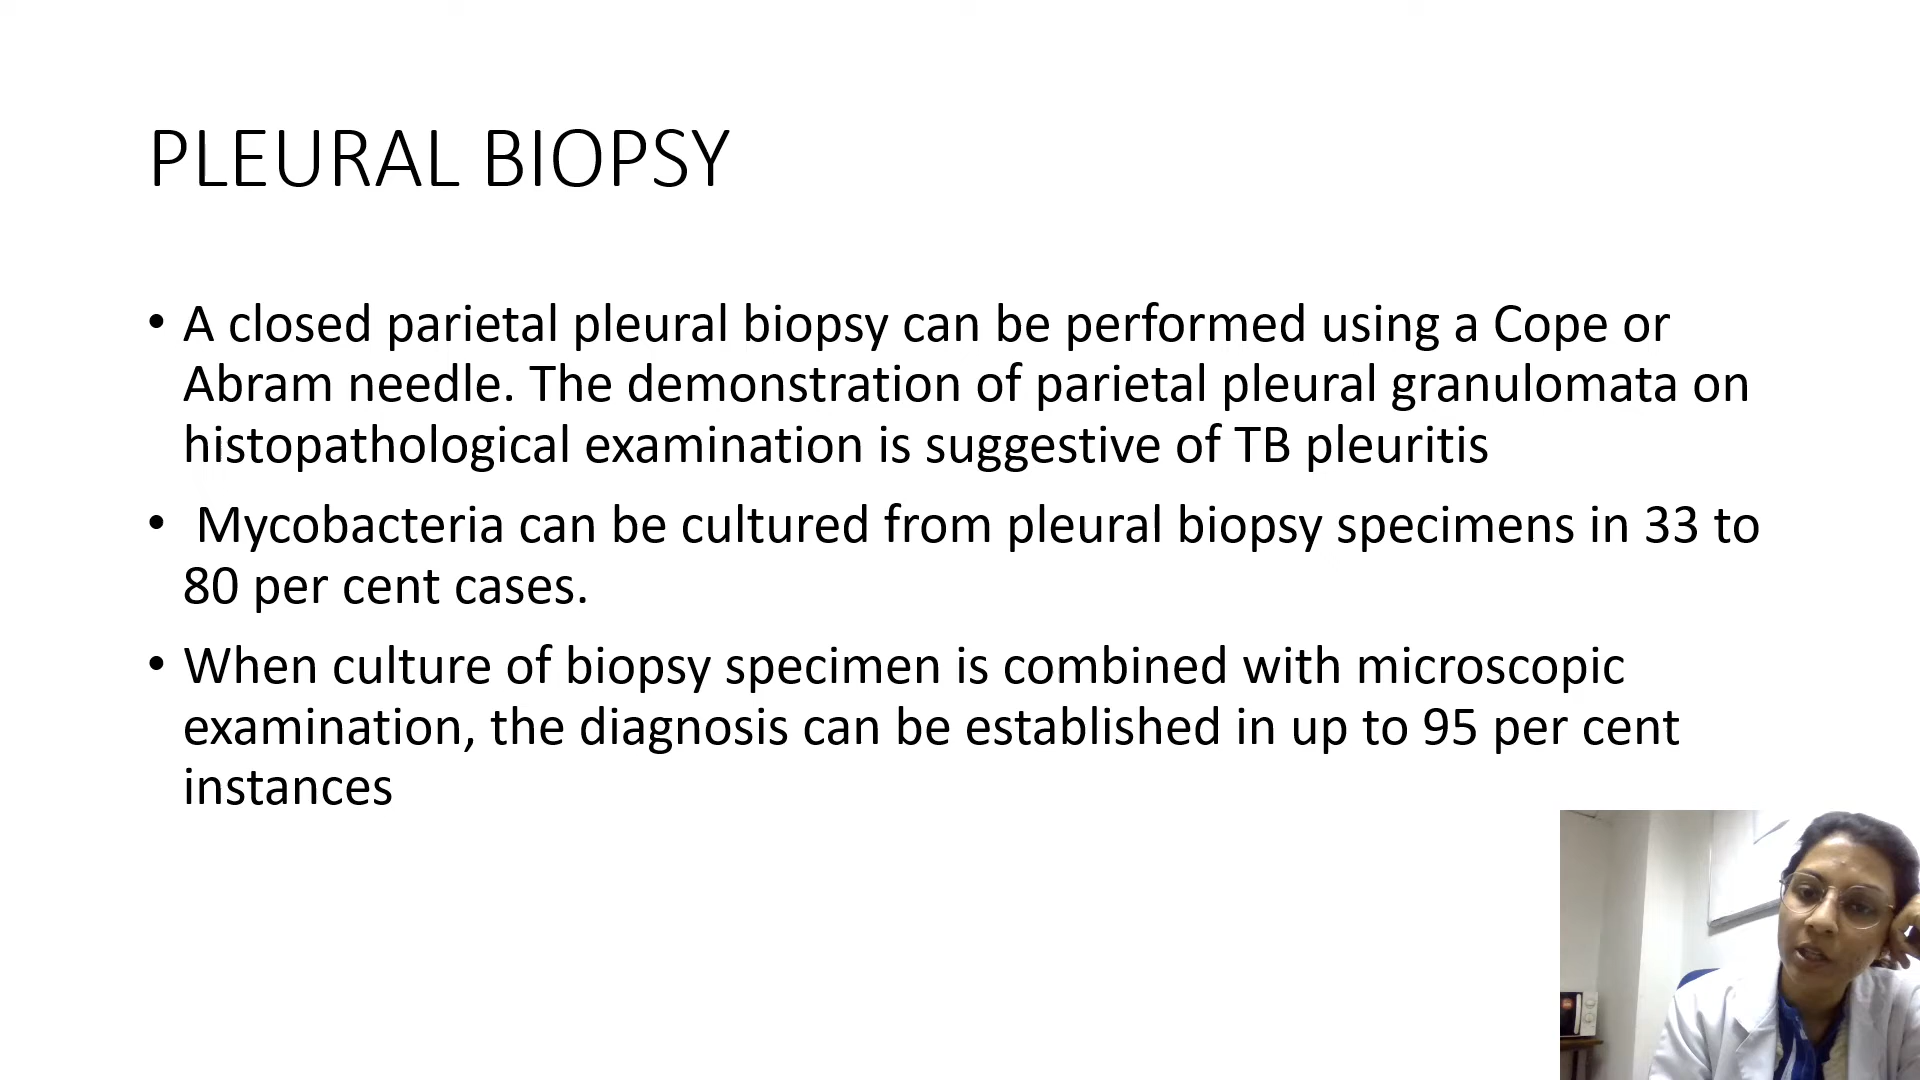 PLEURAL BIOPSY
• A closed parietal pleural biopsy can be performed using a Cope or
Abram needle. The demonstration of parietal pleural granulomata on
histopathological examination is suggestive of TB pleuritis
• Mycobacteria can be cultured from pleural biopsy specimens in 33 to
80 per cent cases.
• When culture of biopsy specimen is combined with microscopic
examination, the diagnosis can be established in up to 95 per cent
instances